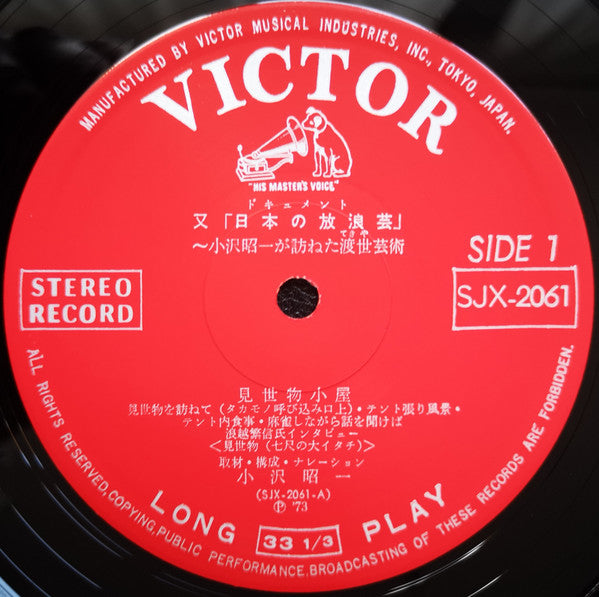 MANUFACTURED BY VICTOR MUSICAL INDUSTRIES, INC., TOKYO, JAPAN.
VICTOR
"HIS MASTER'S VOICE"
ドキュメント
又「日本の放浪芸」
てきや
〜小沢昭一が訪ねた渡世芸術
SIDE 1
STEREO
RECORD
SJX-2061
見世物小屋
見世物を訪ねて(タカモノ呼び込み口上)・テント張り風景・
テント内食事・麻雀しながら話を聞けば
浪越繁信氏インタビュー
<見世物(七尺の大イタチ)
取材・構成・ナレーション
小沢昭一
(SJX-2061-A)
Ⓟ '73
LONG 33 1/3 PLAY
ALL RIGHTS RESERVED,COPYING,PUBLIC PERFORMANCE,BROADCASTING OF THESE RECORDS ARE FORBIDDEN.